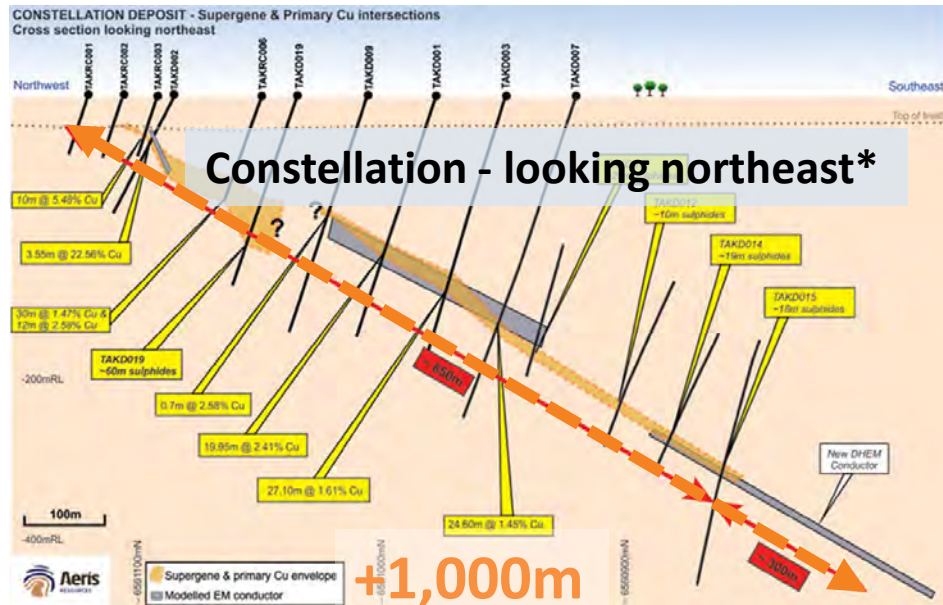 CONSTELLATION DEPOSIT - Supergene & Primary Cu intersections
Cross section looking northeast
TAKRC001
TAKRC002
TAKRC003
TAKD002
TAKRC006
TAKD019
TAKD009
TAKD001
TAKD003
TAKD007
Northwest
Southeast
Top of
Constellation - looking northeast*
10m @ 5.48% Cu
3.55m @ 22.56% Cu
30m @ 1.47% Cu &
12m @ 2.58% Cu
TAKD019
~60m sulphides
0.7m @ 2.58% Cu
19.95m @ 2.41% Cu
27.10m @ 1.61% Cu
24.60m @ 1.45% Cu
?
?
TAKD012
~10m sulphides
TAKD014
~19m sulphides
TAKD015
~18m sulphides
~ 850m
~ 300m
New DHEM
Conductor
-200mRL
100m
-400mRL
Aeris
RESOURCES
Supergene & primary Cu envelope
Modelled EM conductor
+1,000m